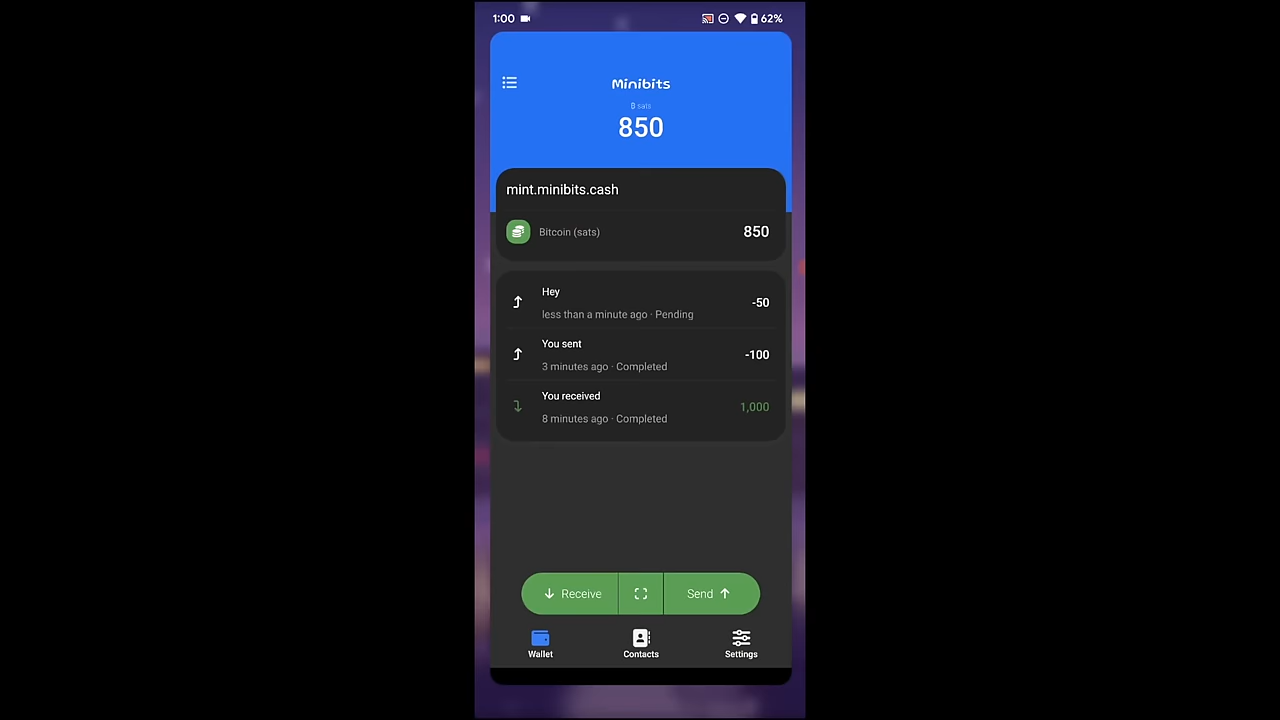 1:00
62%
Minibits
₿ sats
850
mint.minibits.cash
Bitcoin (sats)
850
Hey
-50
less than a minute ago · Pending
You sent
-100
3 minutes ago · Completed
You received
1,000
8 minutes ago · Completed
Receive
Send
Wallet
Contacts
Settings